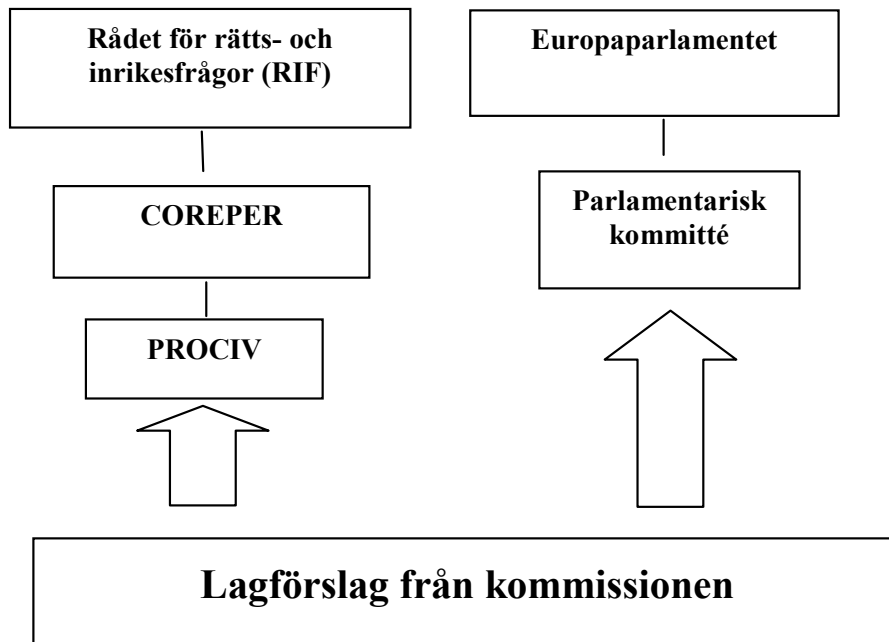 Rådet för rätts- och
inrikesfrågor (RIF)
Europaparlamentet
COREPER
Parlamentarisk
kommitté
PROCIV
Lagförslag från kommissionen